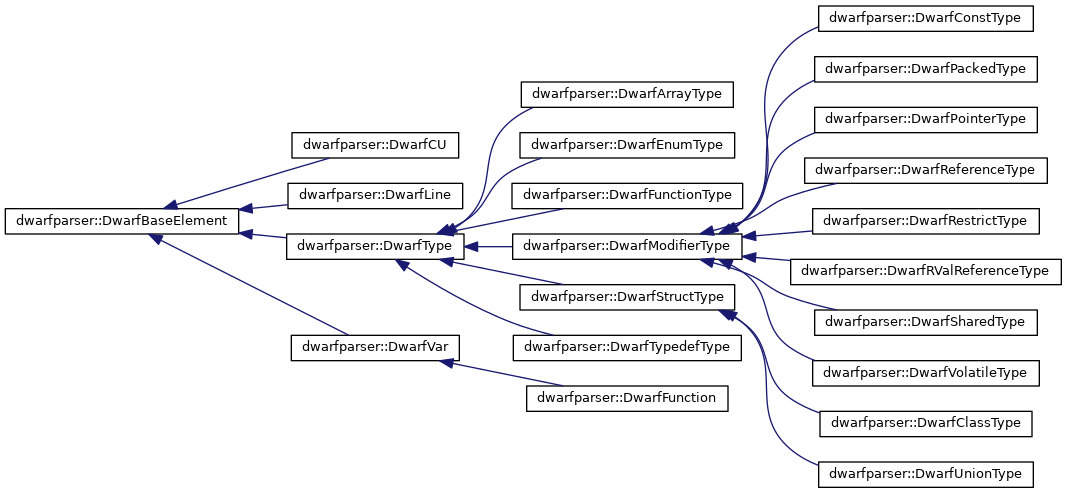 dwarfparser::DwarfBaseElement
dwarfparser::DwarfCU
dwarfparser::DwarfLine
dwarfparser::DwarfType
dwarfparser::DwarfVar
dwarfparser::DwarfArrayType
dwarfparser::DwarfEnumType
dwarfparser::DwarfFunctionType
dwarfparser::DwarfModifierType
dwarfparser::DwarfStructType
dwarfparser::DwarfTypedefType
dwarfparser::DwarfFunction
dwarfparser::DwarfConstType
dwarfparser::DwarfPackedType
dwarfparser::DwarfPointerType
dwarfparser::DwarfReferenceType
dwarfparser::DwarfRestrictType
dwarfparser::DwarfRValReferenceType
dwarfparser::DwarfSharedType
dwarfparser::DwarfVolatileType
dwarfparser::DwarfClassType
dwarfparser::DwarfUnionType